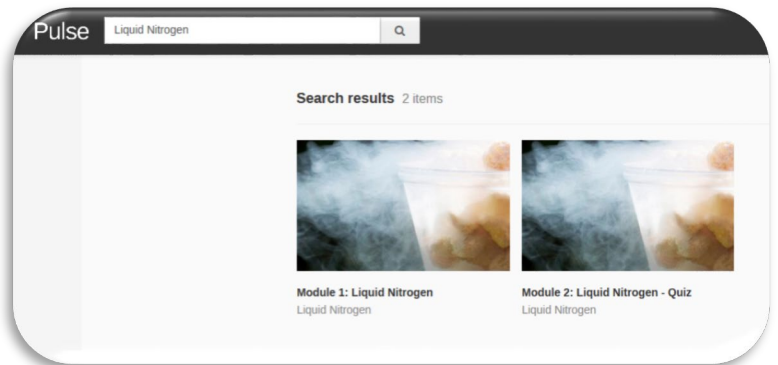 Pulse
Liquid Nitrogen
Search results 2 items
Module 1: Liquid Nitrogen
Liquid Nitrogen
Module 2: Liquid Nitrogen - Quiz
Liquid Nitrogen